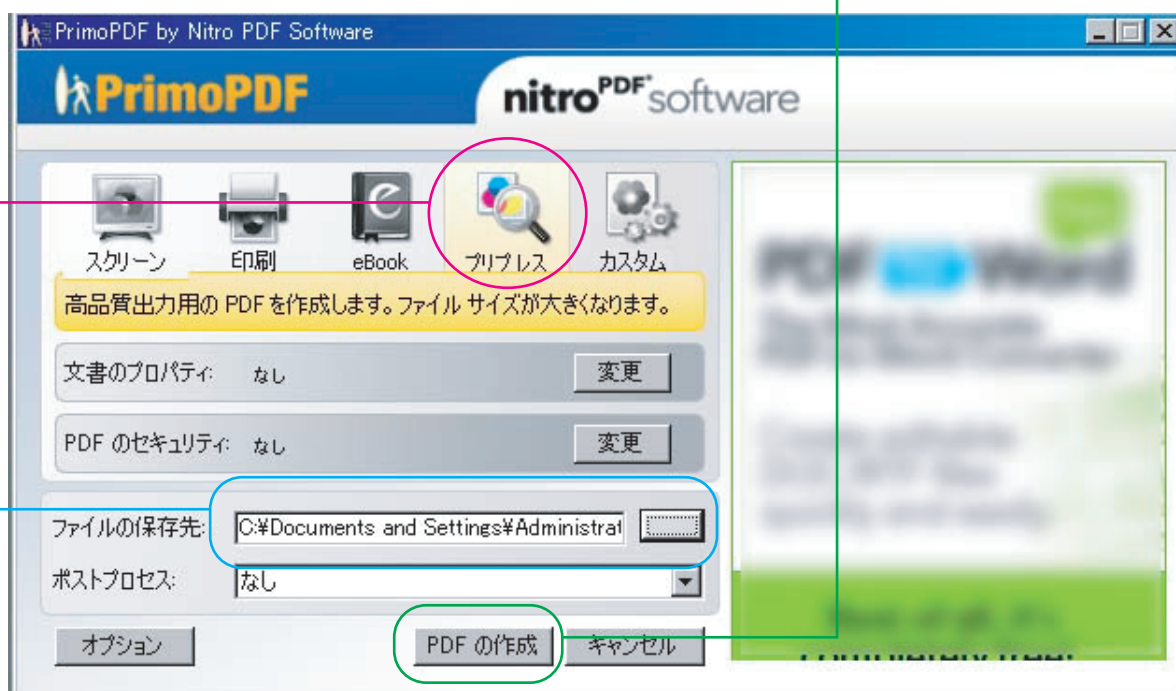 PrimoPDF by Nitro PDF Software
PrimoPDF
nitroPDF software
スクリーン
印刷
eBook
プリプレス
カスタム
高品質出力用の PDF を作成します。ファイル サイズが大きくなります。
文書のプロパティ: なし
変更
PDF のセキュリティ: なし
変更
ファイルの保存先: C:¥Documents and Settings¥Administrat
ポストプロセス: なし
オプション
PDF の作成
キャンセル
PDF Word